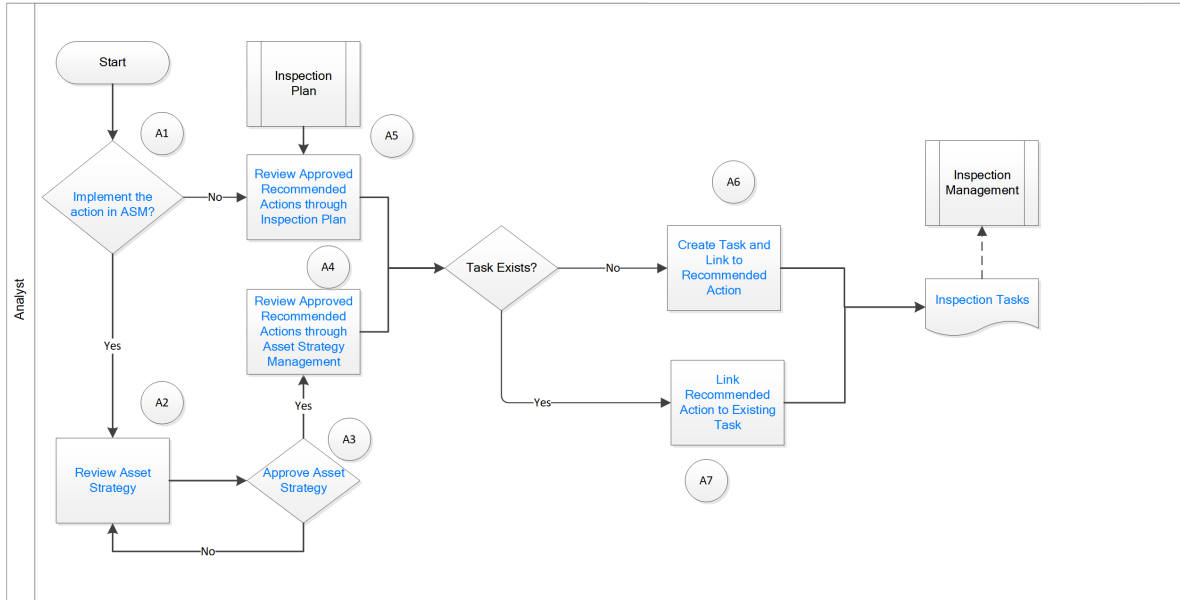 Analyst
Start
A1
Implement the
action in ASM?
No
Yes
A2
Review Asset
Strategy
No
A3
Approve Asset
Strategy
Yes
A4
Review Approved
Recommended
Actions through
Asset Strategy
Management
Inspection
Plan
A5
Review Approved
Recommended
Actions through
Inspection Plan
Task Exists?
No
Yes
A6
Create Task and
Link to
Recommended
Action
Link
Recommended
Action to Existing
Task
A7
Inspection
Management
Inspection Tasks